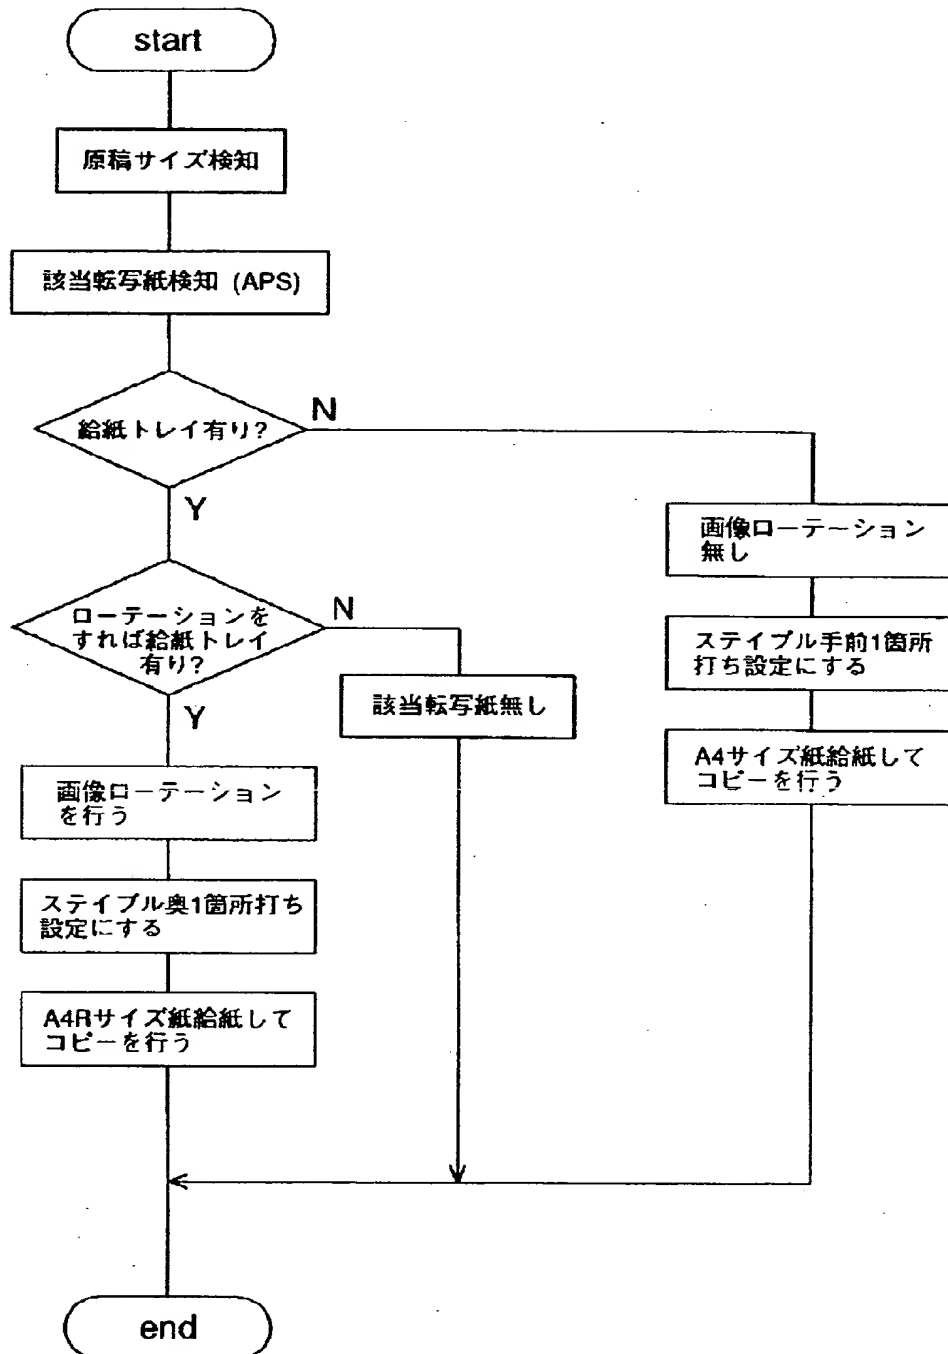 start
原稿サイズ検知
該当転写紙検知 (APS)
給紙トレイ有り?
N
Y
ローテーションを
すれば給紙トレイ
有り?
N
Y
該当転写紙無し
画像ローテーション
を行う
ステイプル奥1箇所打ち
設定にする
A4Rサイズ紙給紙して
コピーを行う
画像ローテーション
無し
ステイプル手前1箇所
打ち設定にする
A4サイズ紙給紙して
コピーを行う
end